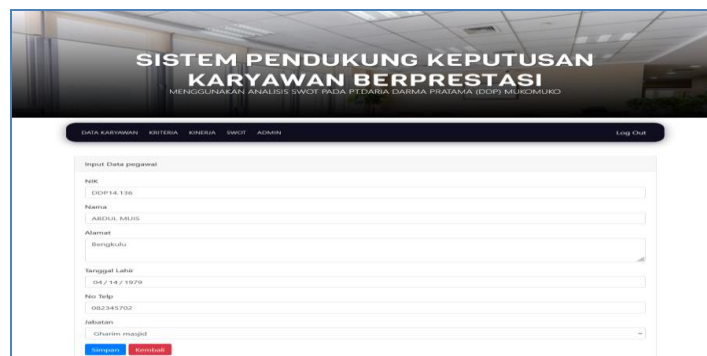 SISTEM PENDUKUNG KEPUTUSAN
KARYAWAN BERPRESTASI
MENGGUNAKAN ANALISIS SWOT PADA PT.DARIA DARMA PRATAMA (DDP) MUKOMUKO
DATA KARYAWAN KRITERIA KINERJA SWOT ADMIN Log Out
Input Data pegawai
NIK
DDP14.136
Nama
ABDUL MUIS
Alamat
Bengkulu
Tanggal Lahir
04/14/1979
No Telp
082345702
Jabatan
Gharim masjid
Simpan Kembali